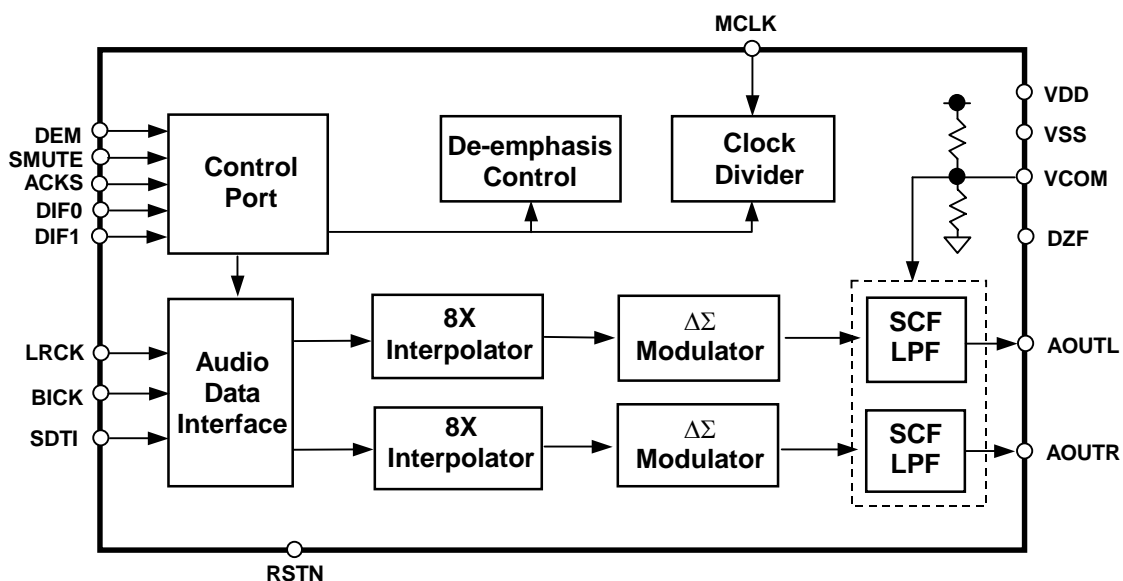 MCLK
DEM
SMUTE
ACKS
DIF0
DIF1
Control
Port
De-emphasis
Control
Clock
Divider
VDD
VSS
VCOM
DZF
LRCK
BICK
SDTI
Audio
Data
Interface
8X
Interpolator
ΔΣ
Modulator
SCF
LPF
AOUTL
8X
Interpolator
ΔΣ
Modulator
SCF
LPF
AOUTR
RSTN